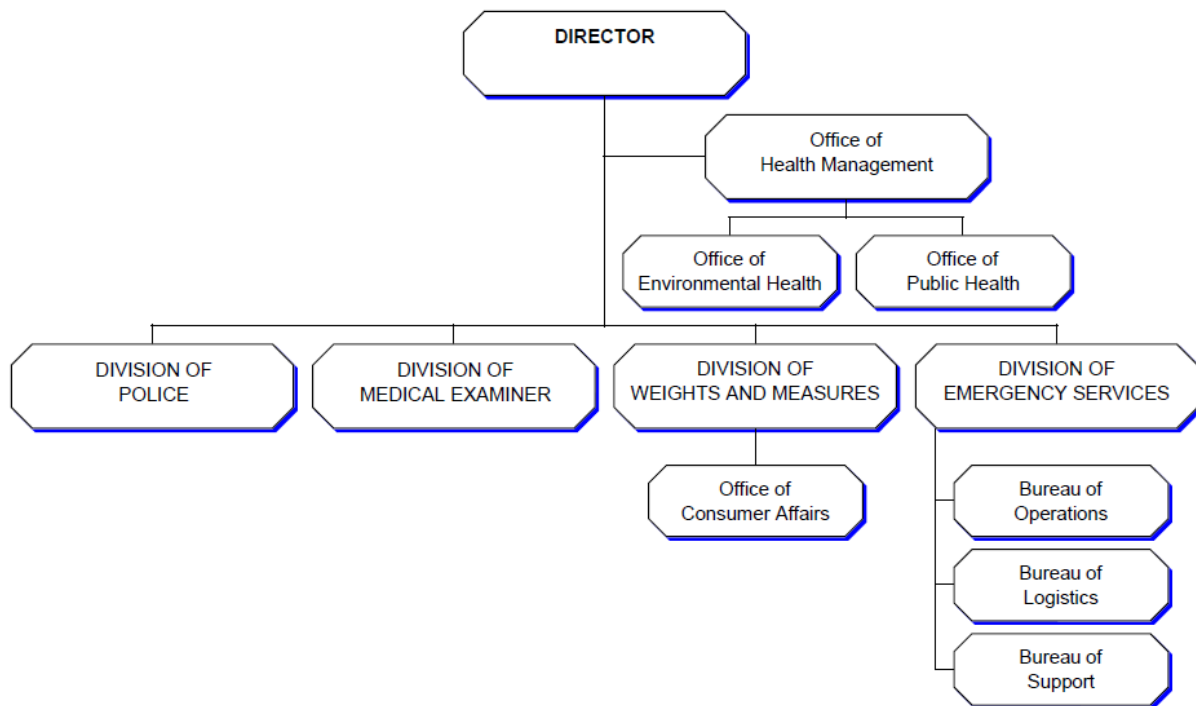 DIRECTOR
Office of
Health Management
Office of
Environmental Health
Office of
Public Health
DIVISION OF
POLICE
DIVISION OF
MEDICAL EXAMINER
DIVISION OF
WEIGHTS AND MEASURES
DIVISION OF
EMERGENCY SERVICES
Office of
Consumer Affairs
Bureau of
Operations
Bureau of
Logistics
Bureau of
Support